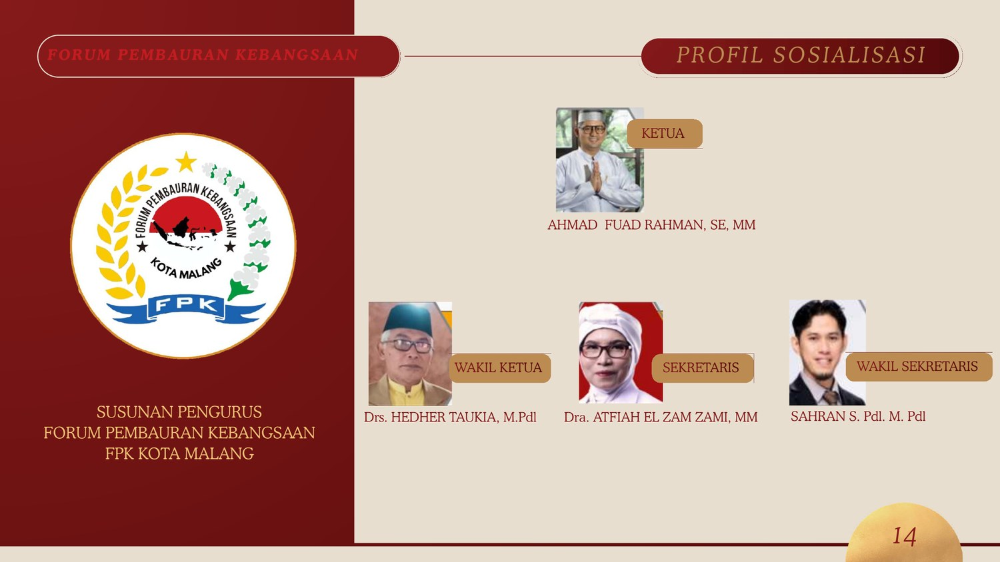 FORUM PEMBAURAN KEBANGSAAN
PROFIL SOSIALISASI
FORUM PEMBAURAN KEBANGSAAN
KOTA MALANG
FPK
SUSUNAN PENGURUS
FORUM PEMBAURAN KEBANGSAAN
FPK KOTA MALANG
KETUA
AHMAD FUAD RAHMAN, SE, MM
WAKIL KETUA
Drs. HEDHER TAUKIA, M.Pdl
SEKRETARIS
Dra. ATFIAH EL ZAM ZAMI, MM
WAKIL SEKRETARIS
SAHRAN S. Pdl. M. Pdl
14